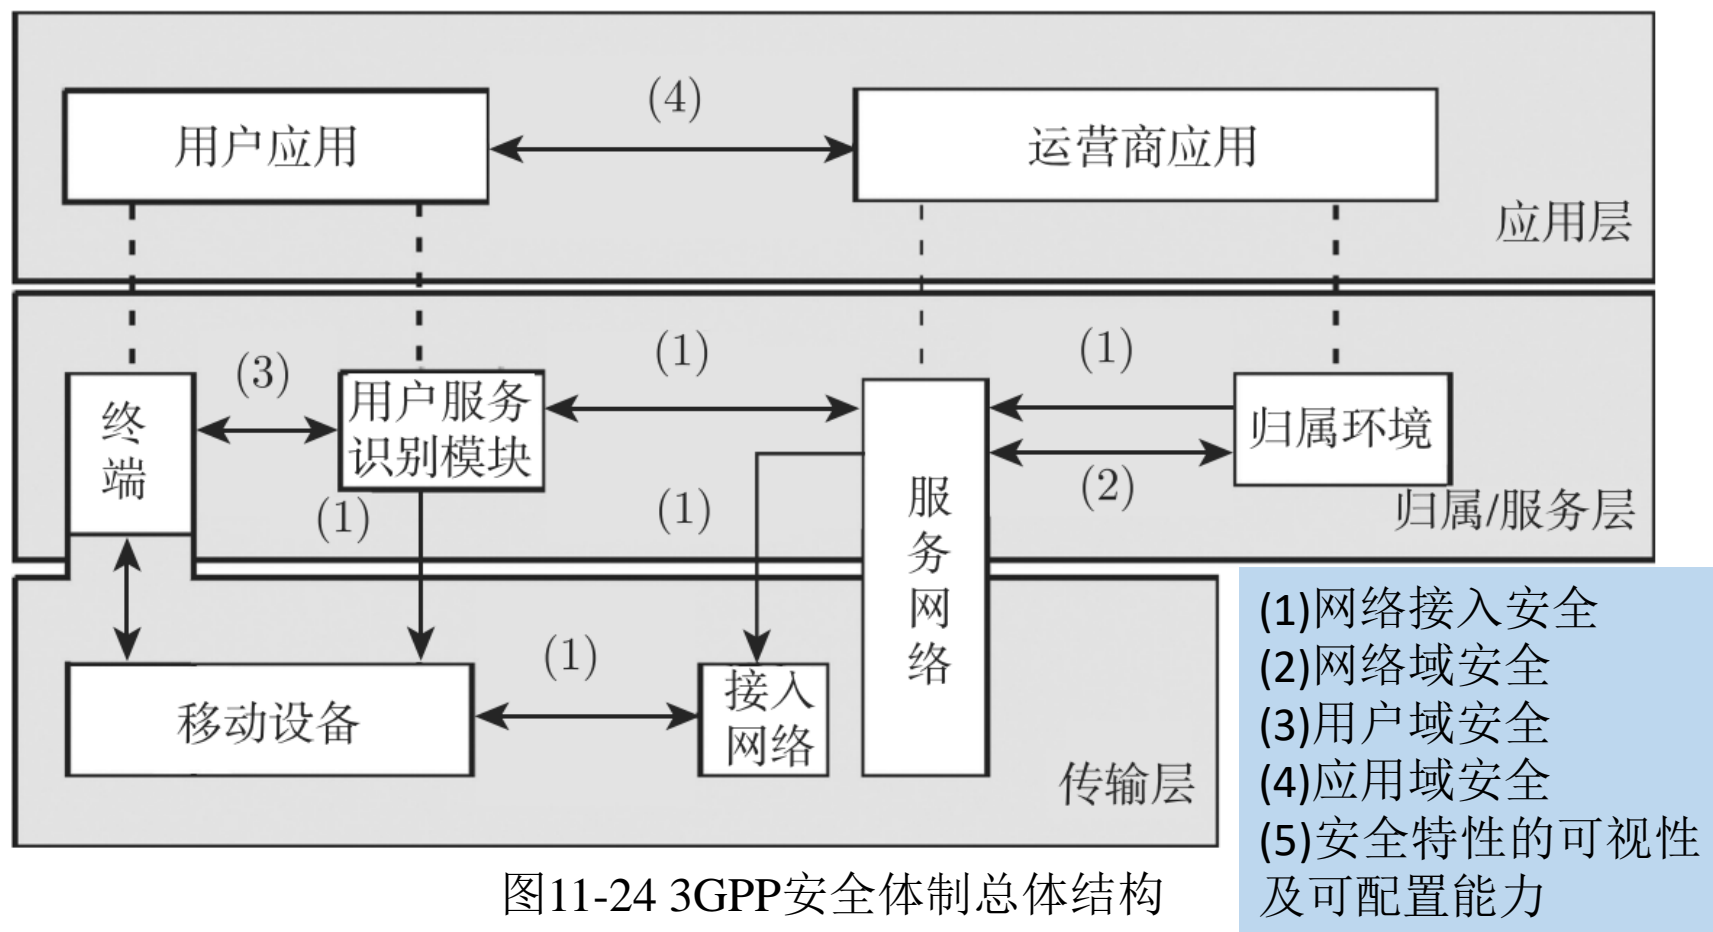 (4)
用户应用
运营商应用
应用层
(3)
(1)
(1)
终
端
用户服务
识别模块
归属环境
(1)
(1)
(2)
归属/服务层
服
务
网
络
(1)
移动设备
接入
网络
传输层
(1)网络接入安全
(2)网络域安全
(3)用户域安全
(4)应用域安全
(5)安全特性的可视性
及可配置能力
图11-24 3GPP安全体制总体结构